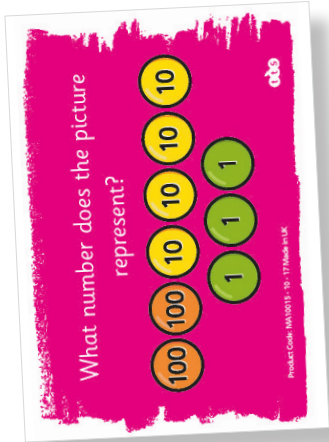 What number does the picture
represent?
100 100 10 10 10 10
1 1 1
Product Code: MA10015 - 10 - 17 Made in UK
tts